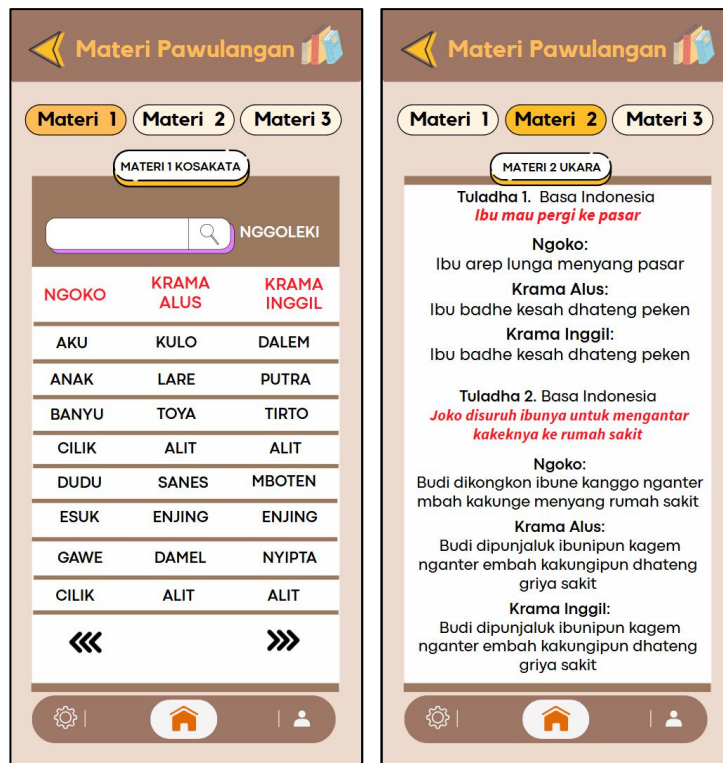 Materi Pawulangan
Materi 1 Materi 2 Materi 3
MATERI 1 KOSAKATA
NGGOLEKI
NGOKO KRAMA ALUS KRAMA INGGIL
AKU KULO DALEM
ANAK LARE PUTRA
BANYU TOYA TIRTO
CILIK ALIT ALIT
DUDU SANES MBOTEN
ESUK ENJING ENJING
GAWE DAMEL NYIPTA
CILIK ALIT ALIT
Materi Pawulangan
Materi 1 Materi 2 Materi 3
MATERI 2 UKARA
Tuladha 1. Basa Indonesia
Ibu mau pergi ke pasar
Ngoko:
Ibu arep lunga menyang pasar
Krama Alus:
Ibu badhe kesah dhateng peken
Krama Inggil:
Ibu badhe kesah dhateng peken
Tuladha 2. Basa Indonesia
Joko disuruh ibunya untuk mengantar
kakeknya ke rumah sakit
Ngoko:
Budi dikongkon ibune kanggo nganter
mbah kakunge menyang rumah sakit
Krama Alus:
Budi dipunjaluk ibunipun kagem
nganter embah kakungipun dhateng
griya sakit
Krama Inggil:
Budi dipunjaluk ibunipun kagem
nganter embah kakungipun dhateng
griya sakit